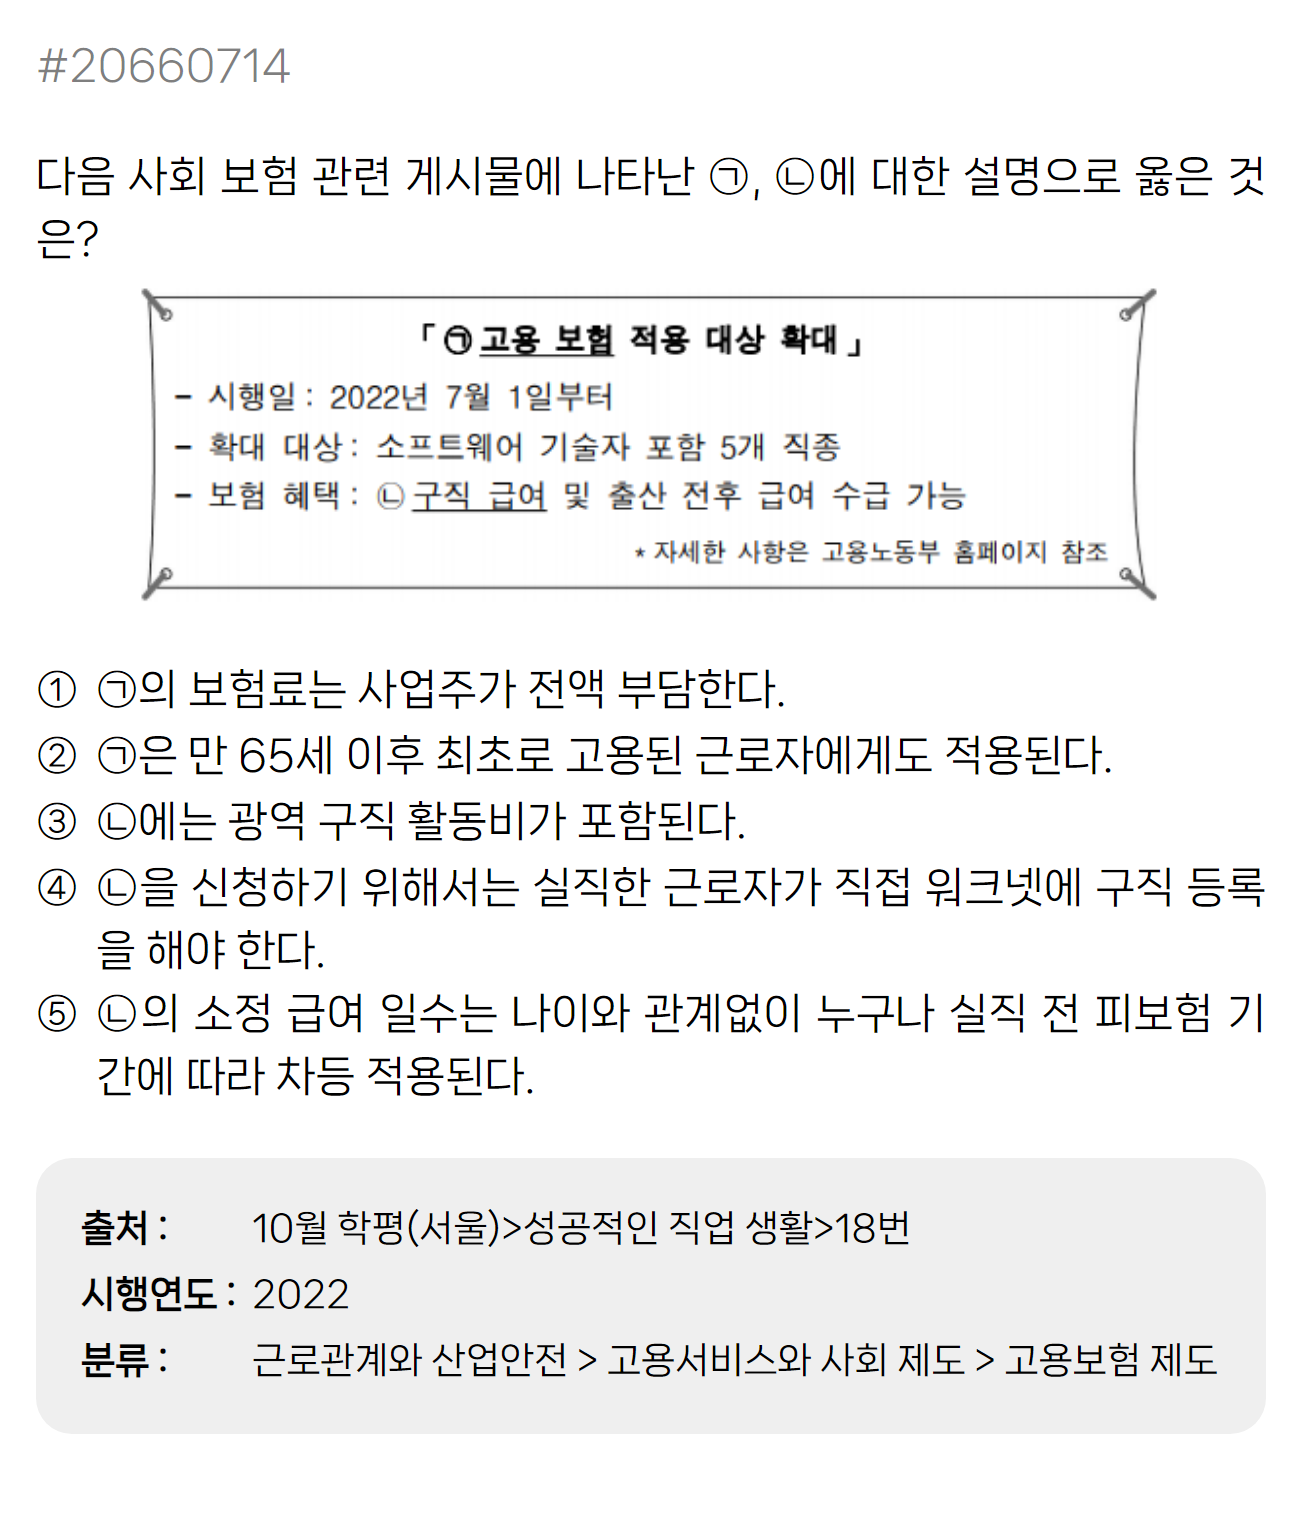 #20660714
다음 사회 보험 관련 게시물에 나타난 ㉠, ㉡에 대한 설명으로 옳은 것
은?
「㉠고용 보험 적용 대상 확대」
- 시행일: 2022년 7월 1일부터
- 확대 대상: 소프트웨어 기술자 포함 5개 직종
- 보험 혜택: ㉡구직 급여 및 출산 전후 급여 수급 가능
* 자세한 사항은 고용노동부 홈페이지 참조
① ㉠의 보험료는 사업주가 전액 부담한다.
② ㉠은 만 65세 이후 최초로 고용된 근로자에게도 적용된다.
③ ㉡에는 광역 구직 활동비가 포함된다.
④ ㉡을 신청하기 위해서는 실직한 근로자가 직접 워크넷에 구직 등록
을 해야 한다.
⑤ ㉡의 소정 급여 일수는 나이와 관계없이 누구나 실직 전 피보험 기
간에 따라 차등 적용된다.
출처 : 10월 학평(서울)>성공적인 직업 생활>18번
시행연도 : 2022
분류 : 근로관계와 산업안전 > 고용서비스와 사회 제도 > 고용보험 제도